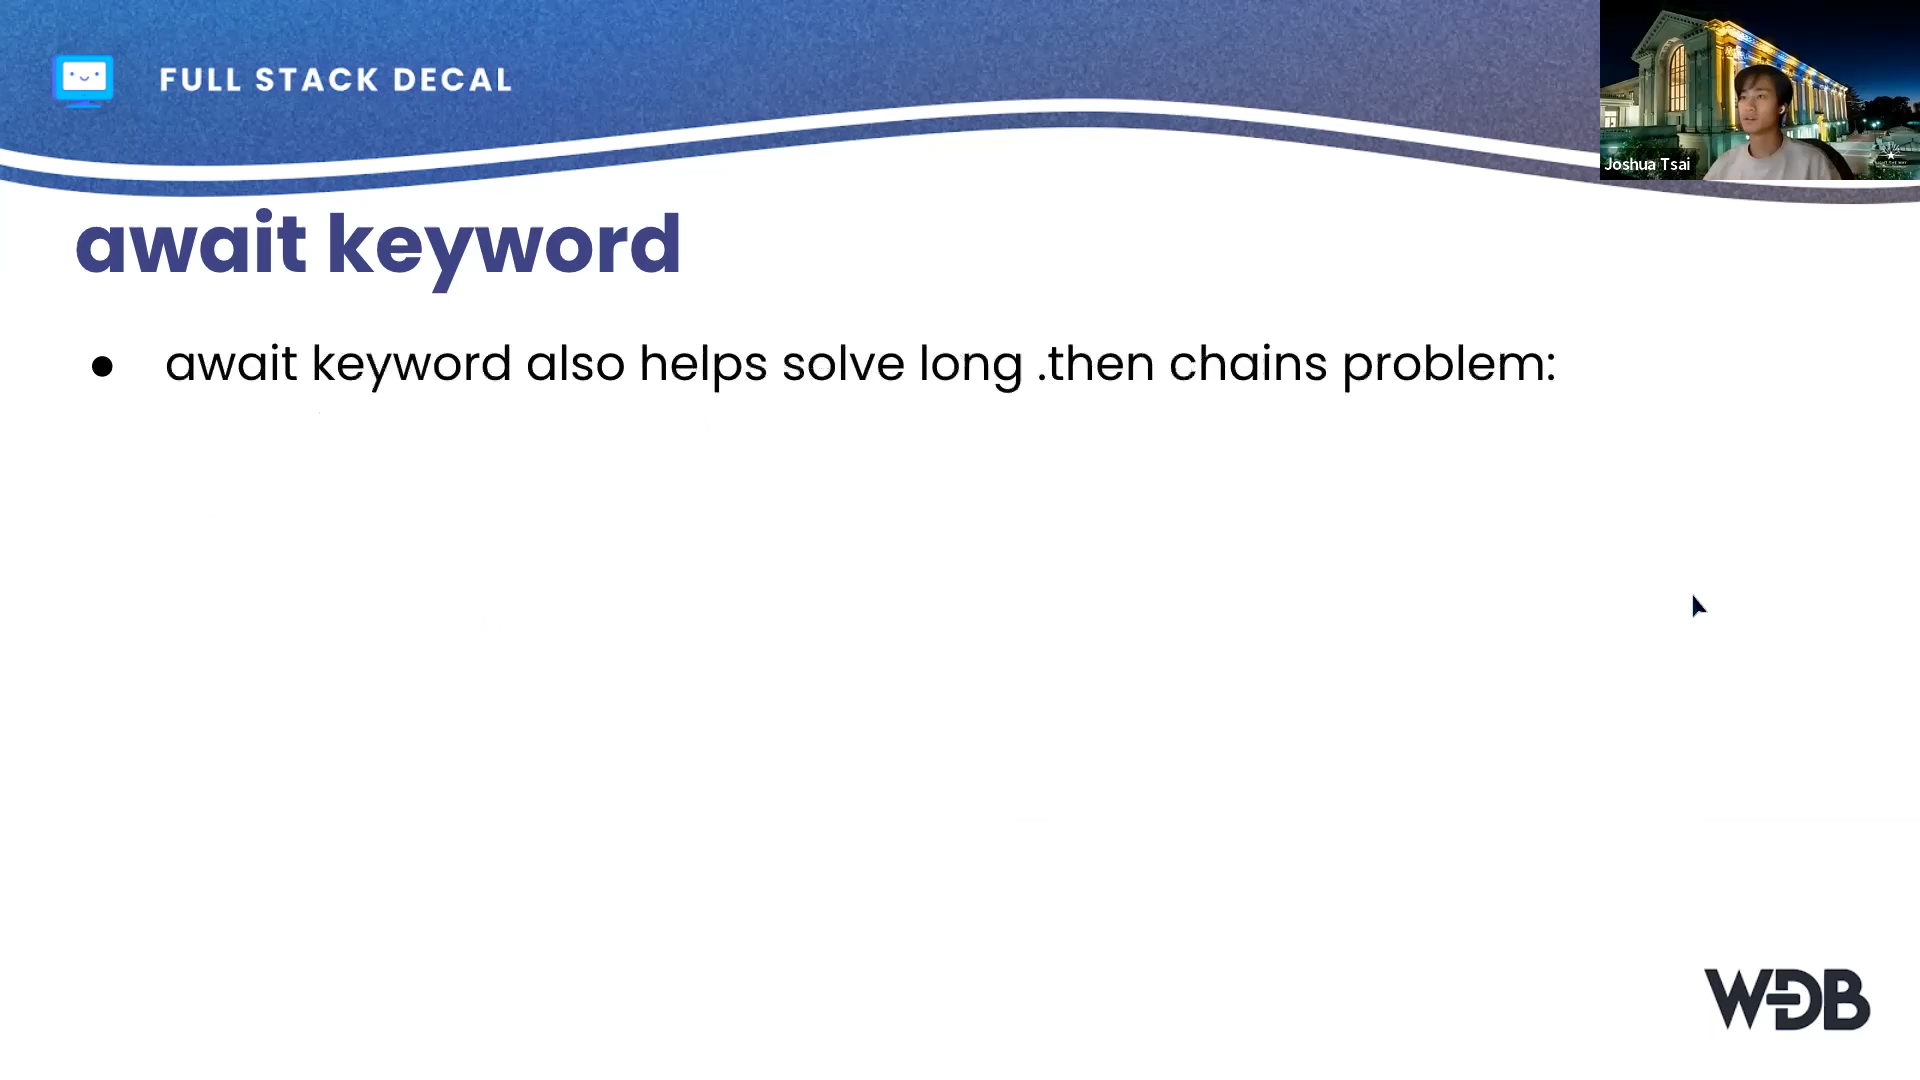 FULL STACK DECAL
Joshua Tsai
await keyword
● await keyword also helps solve long .then chains problem:
WDB